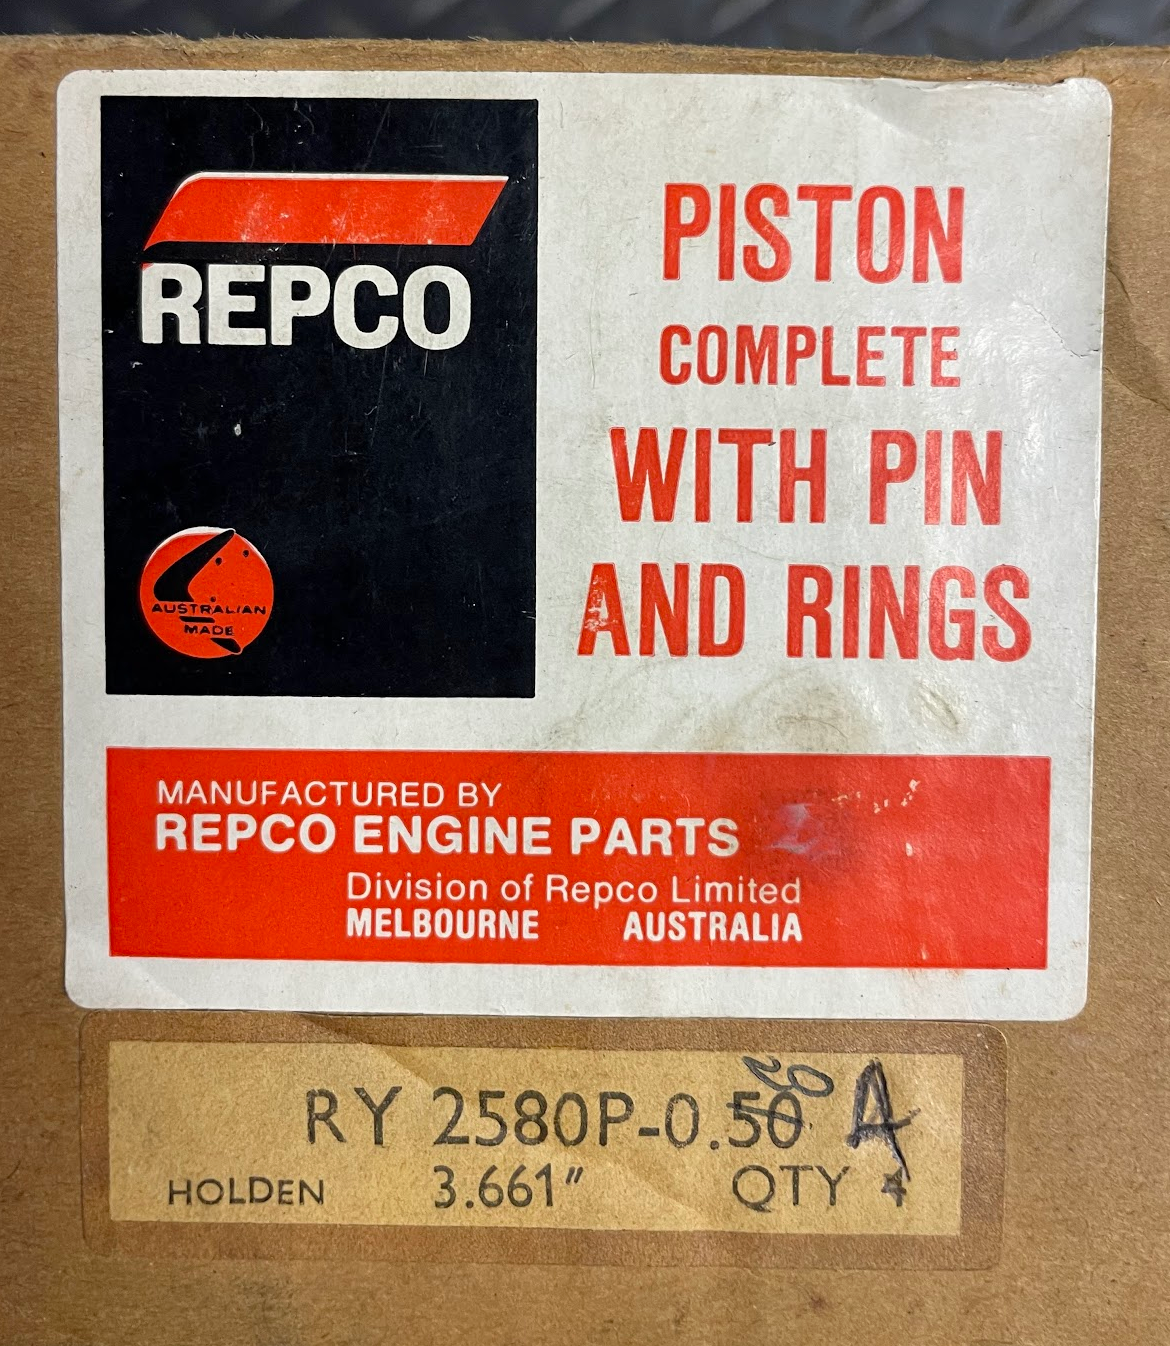 REPCO
AUSTRALIAN
MADE
PISTON
COMPLETE
WITH PIN
AND RINGS
MANUFACTURED BY
REPCO ENGINE PARTS
Division of Repco Limited
MELBOURNE AUSTRALIA
20
RY 2580P-0.50 A
HOLDEN 3.661" QTY 4